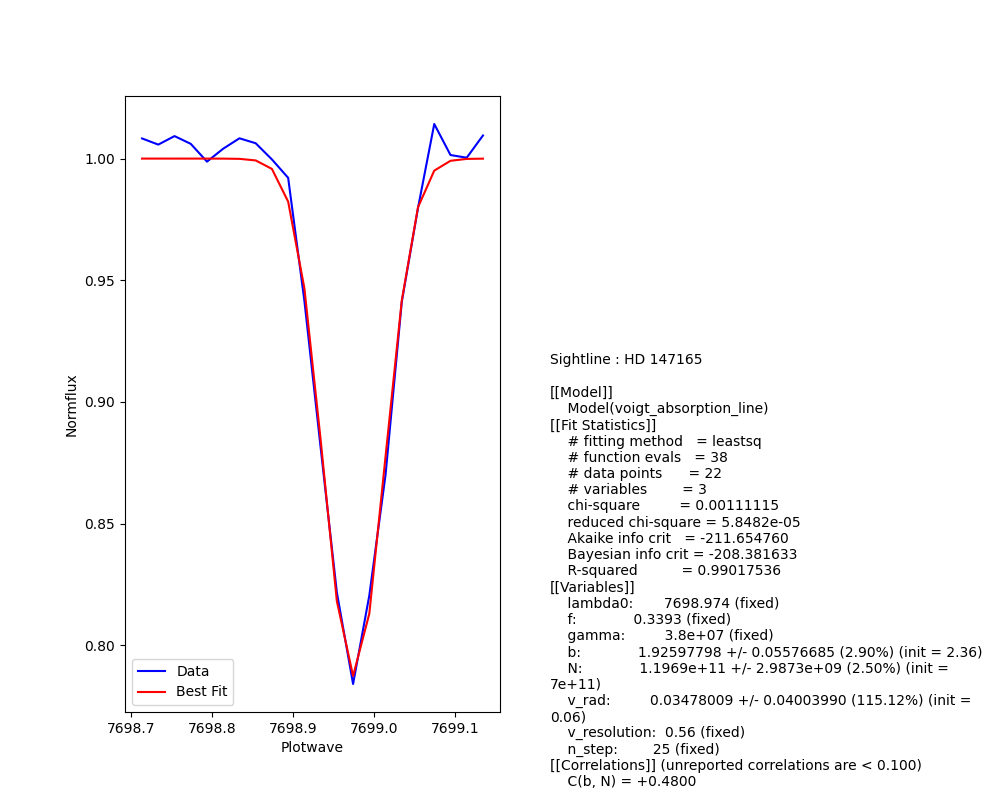 1.00
0.95
0.90
0.85
0.80
Normflux
Data
Best Fit
7698.7 7698.8 7698.9 7699.0 7699.1
Plotwave
Sightline : HD 147165
[[Model]]
Model(voigt_absorption_line)
[[Fit Statistics]]
# fitting method = leastsq
# function evals = 38
# data points = 22
# variables = 3
chi-square = 0.00111115
reduced chi-square = 5.8482e-05
Akaike info crit = -211.654760
Bayesian info crit = -208.381633
R-squared = 0.99017536
[[Variables]]
lambda0: 7698.974 (fixed)
f: 0.3393 (fixed)
gamma: 3.8e+07 (fixed)
b: 1.92597798 +/- 0.05576685 (2.90%) (init = 2.36)
N: 1.1969e+11 +/- 2.9873e+09 (2.50%) (init =
7e+11)
v_rad: 0.03478009 +/- 0.04003990 (115.12%) (init =
0.06)
v_resolution: 0.56 (fixed)
n_step: 25 (fixed)
[[Correlations]] (unreported correlations are < 0.100)
C(b, N) = +0.4800